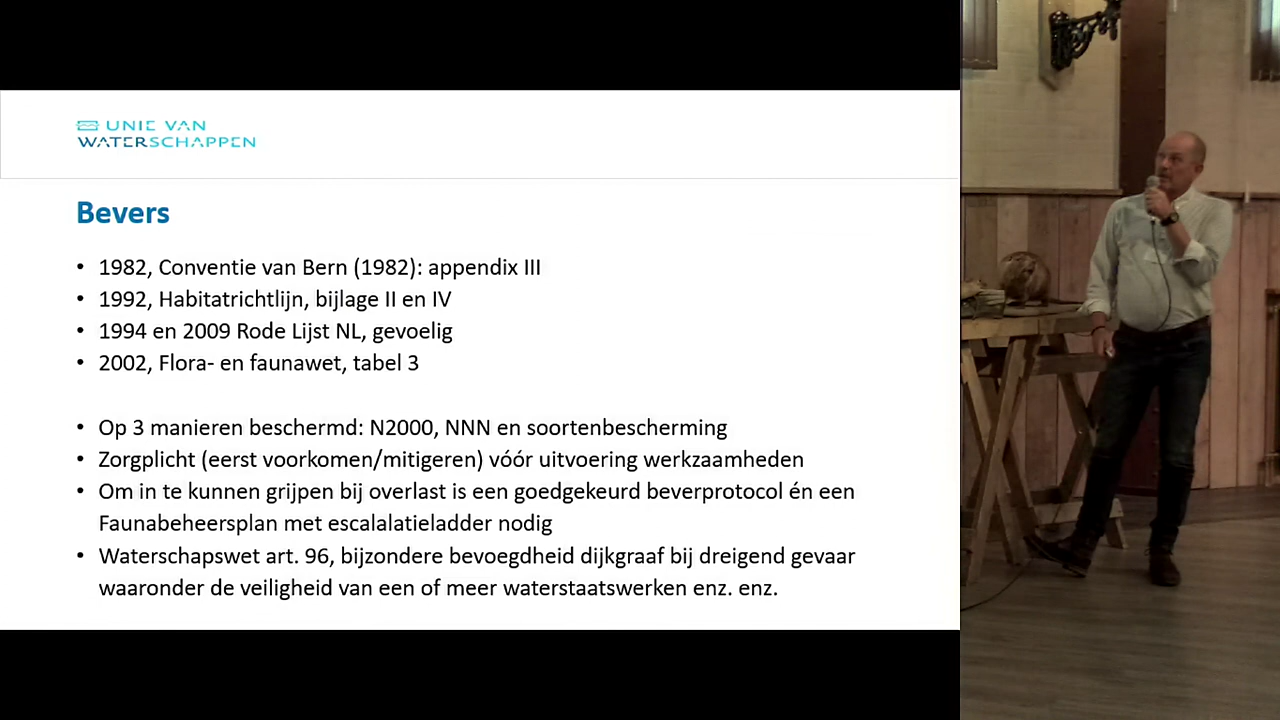 UNIE VAN
WATERSCHAPPEN
Bevers
• 1982, Conventie van Bern (1982): appendix III
• 1992, Habitatrichtlijn, bijlage II en IV
• 1994 en 2009 Rode Lijst NL, gevoelig
• 2002, Flora- en faunawet, tabel 3
• Op 3 manieren beschermd: N2000, NNN en soortenbescherming
• Zorgplicht (eerst voorkomen/mitigeren) vóór uitvoering werkzaamheden
• Om in te kunnen grijpen bij overlast is een goedgekeurd beverprotocol én een
Faunabeheersplan met escalalatieladder nodig
• Waterschapswet art. 96, bijzondere bevoegdheid dijkgraaf bij dreigend gevaar
waaronder de veiligheid van een of meer waterstaatswerken enz. enz.